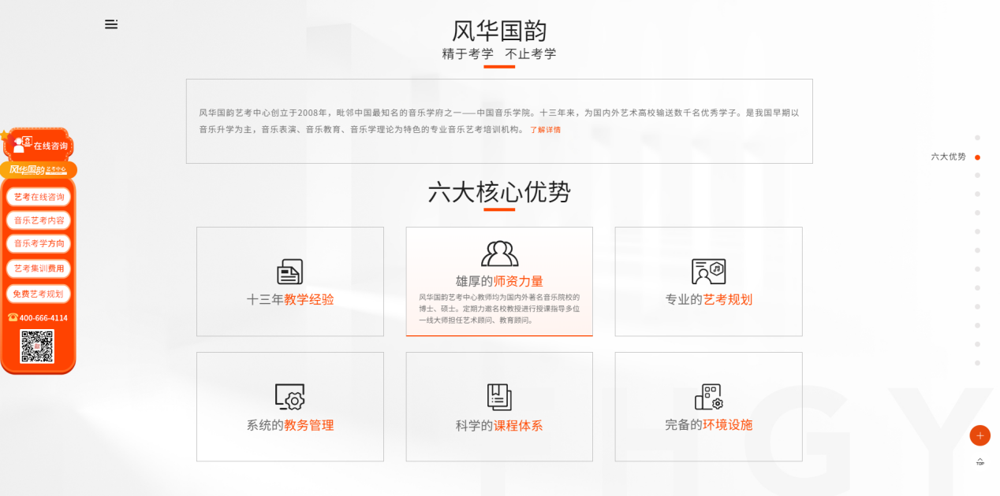 风华国韵
精于考学 不止考学
风华国韵艺考中心创立于2008年，毗邻中国最知名的音乐学府之一——中国音乐学院。十三年来，为国内外艺术高校输送数千名优秀学子。是我国早期以
音乐升学为主，音乐表演、音乐教育、音乐学理论为特色的专业音乐艺考培训机构。 了解详情
在线咨询
风华国韵 艺考中心
艺考在线咨询
音乐艺考内容
音乐考学方向
艺考集训费用
免费艺考规划
400-666-4114
六大优势
六大核心优势
十三年教学经验
雄厚的师资力量
风华国韵艺考中心教师均为国内外著名音乐院校的
博士、硕士。定期力邀名校教授进行授课指导多位
一线大师担任艺术顾问、教育顾问。
专业的艺考规划
系统的教务管理
科学的课程体系
完备的环境设施
FHGY
TOP